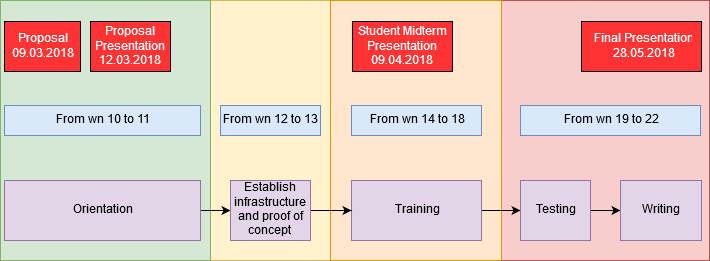 Proposal
09.03.2018
Proposal
Presentation
12.03.2018
Student Midterm
Presentation
09.04.2018
Final Presentation
28.05.2018
From wn 10 to 11
From wn 12 to 13
From wn 14 to 18
From wn 19 to 22
Orientation
Establish
infrastructure
and proof of
concept
Training
Testing
Writing